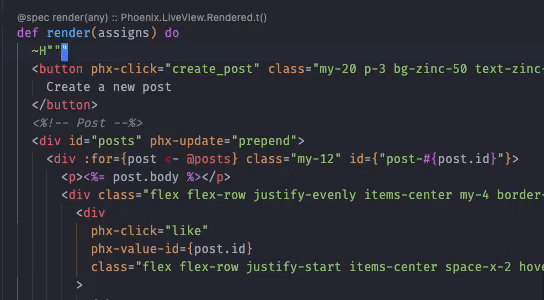 @spec render(any) :: Phoenix.LiveView.Rendered.t()
def render(assigns) do
~H"""
<button phx-click="create_post" class="my-20 p-3 bg-zinc-50 text-zinc-
Create a new post
</button>
<%!-- Post --%>
<div id="posts" phx-update="prepend">
<div :for={post <- @posts} class="my-12" id={"post-#{post.id}"}>
<p><%= post.body %></p>
<div class="flex flex-row justify-evenly items-center my-4 border-
<div
phx-click="like"
phx-value-id={post.id}
class="flex flex-row justify-start items-center space-x-2 hove
>